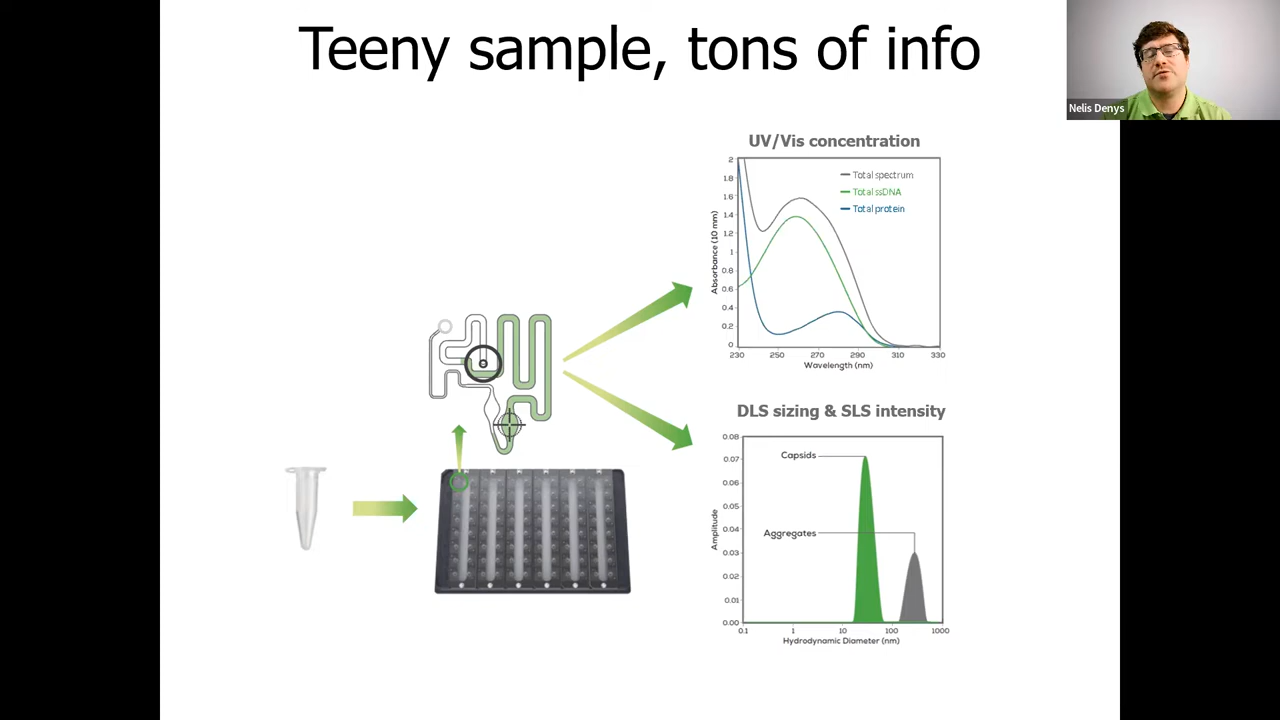 Teeny sample, tons of info
Nelis Denys
UV/Vis concentration
2
1.8
1.6
1.4
1.2
1
0.8
0.6
0.4
0.2
0
Absorbance (10 mm)
Total spectrum
Total ssDNA
Total protein
230 250 270 290 310 330
Wavelength (nm)
DLS sizing & SLS intensity
0.08
0.07
0.06
0.05
0.04
0.03
0.02
0.01
0.00
Amplitude
Capsids
Aggregates
0.1 1 10 100 1000
Hydrodynamic Diameter (nm)